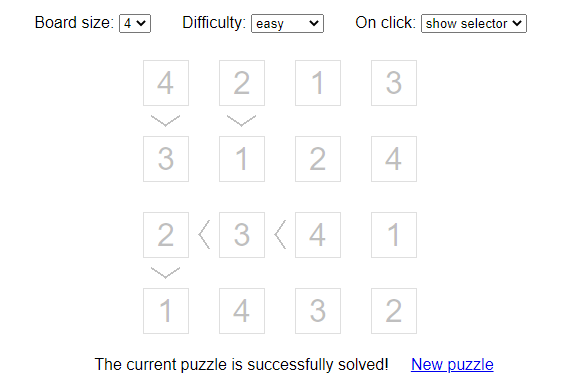 Board size: 4 Difficulty: easy On click: show selector
4 2 1 3
3 1 2 4
2 3 4 1
1 4 3 2
The current puzzle is successfully solved! New puzzle